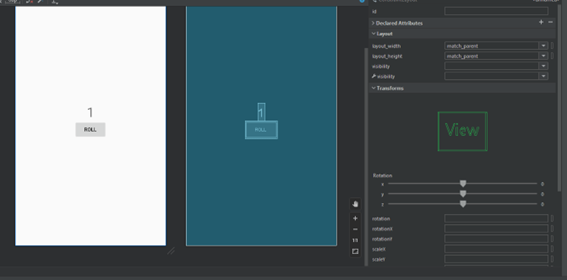 id
Declared Attributes
Layout
layout_width match_parent
layout_height match_parent
visibility
visibility
Transforms
1
ROLL
1
ROLL
View
Rotation
x 0
y 0
z 0
1:1
rotation
rotationX
rotationY
scaleX
scaleY